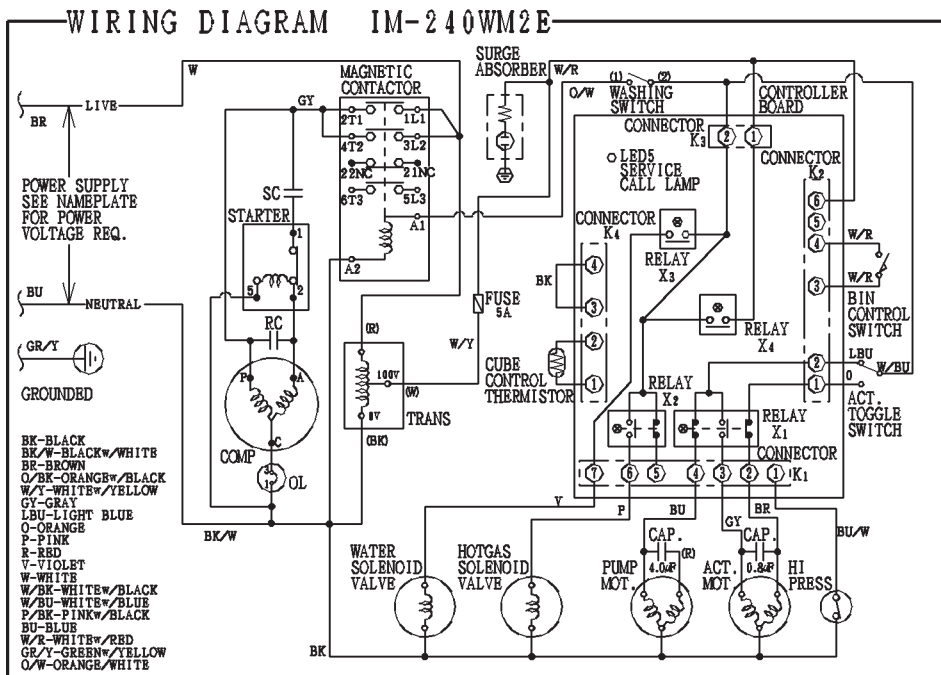 WIRING DIAGRAM IM-240WM2E
W
LIVE
BR
POWER SUPPLY
SEE NAMEPLATE
FOR POWER
VOLTAGE REQ.
BU
NEUTRAL
GR/Y
GROUNDED
GY
SC
STARTER
1
5
2
RC
R
A
C
COMP
3
1
OL
MAGNETIC
CONTACTOR
2T1
1L1
4T2
3L2
22NC
21NC
6T3
5L3
A1
A2
(R)
100V
(W)
0V
TRANS
(BK)
BK/W
SURGE
ABSORBER
W/R
O/W
(1)
(2)
WASHING
SWITCH
FUSE
5A
W/Y
CONTROLLER
BOARD
CONNECTOR
K3
2
1
LED5
SERVICE
CALL LAMP
CONNECTOR
K2
6
5
4
3
2
1
W/R
W/R
BIN
CONTROL
SWITCH
LBU
W/BU
O
ACT.
TOGGLE
SWITCH
CONNECTOR
K4
4
3
2
1
BK
CUBE
CONTROL
THERMISTOR
RELAY
X3
RELAY
X4
RELAY
X2
RELAY
X1
CONNECTOR
K1
7
6
5
4
3
2
1
V
P
BU
GY
BR
BU/W
WATER
SOLENOID
VALVE
HOTGAS
SOLENOID
VALVE
CAP.
4.0uF
(R)
PUMP
MOT.
CAP.
0.8uF
ACT.
MOT.
HI
PRESS
BK
BK-BLACK
BK/W-BLACKw/WHITE
BR-BROWN
O/BK-ORANGEw/BLACK
W/Y-WHITEw/YELLOW
GY-GRAY
LBU-LIGHT BLUE
O-ORANGE
P-PINK
R-RED
V-VIOLET
W-WHITE
W/BK-WHITEw/BLACK
W/BU-WHITEw/BLUE
P/BK-PINKw/BLACK
BU-BLUE
W/R-WHITEw/RED
GR/Y-GREENw/YELLOW
O/W-ORANGE/WHITE